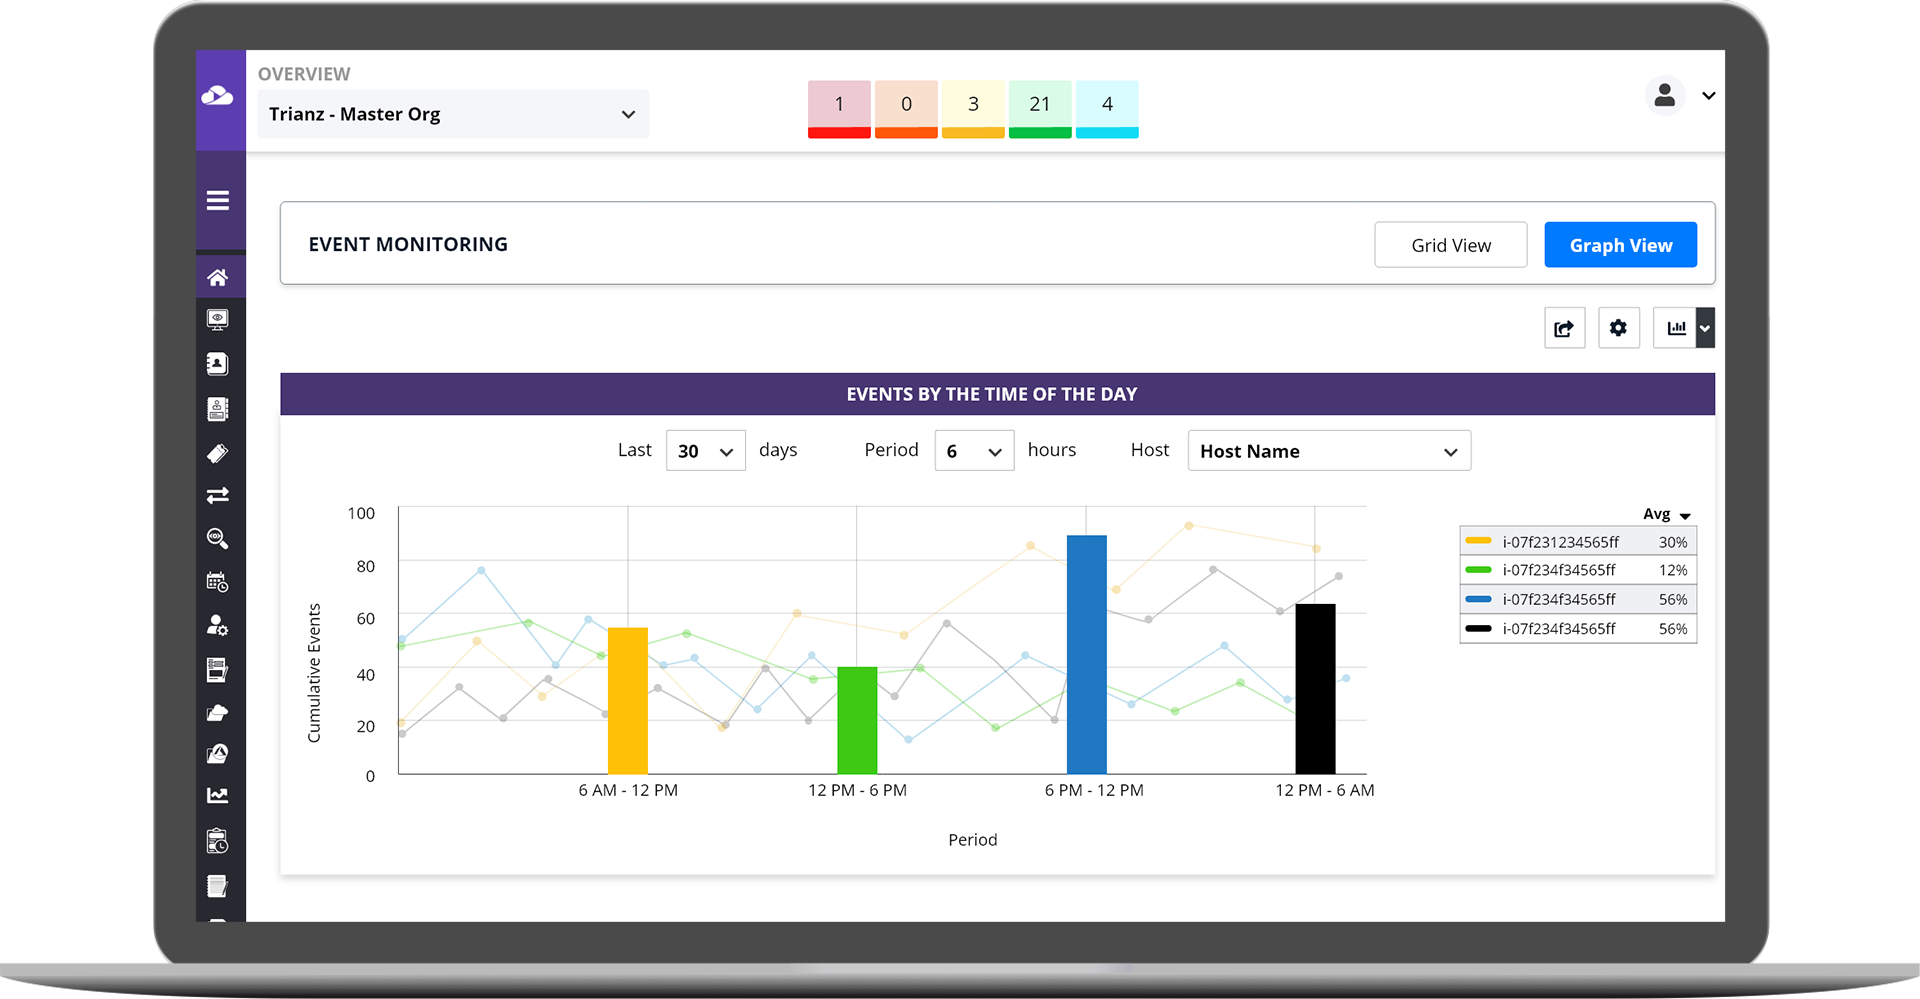 OVERVIEW
Trianz - Master Org
1 0 3 21 4
EVENT MONITORING
Grid View
Graph View
EVENTS BY THE TIME OF THE DAY
Last 30 days Period 6 hours Host Host Name
Cumulative Events
100
80
60
40
20
0
6 AM - 12 PM
12 PM - 6 PM
6 PM - 12 PM
12 PM - 6 AM
Period
Avg
i-07f231234565ff 30%
i-07f234f34565ff 12%
i-07f234f34565ff 56%
i-07f234f34565ff 56%